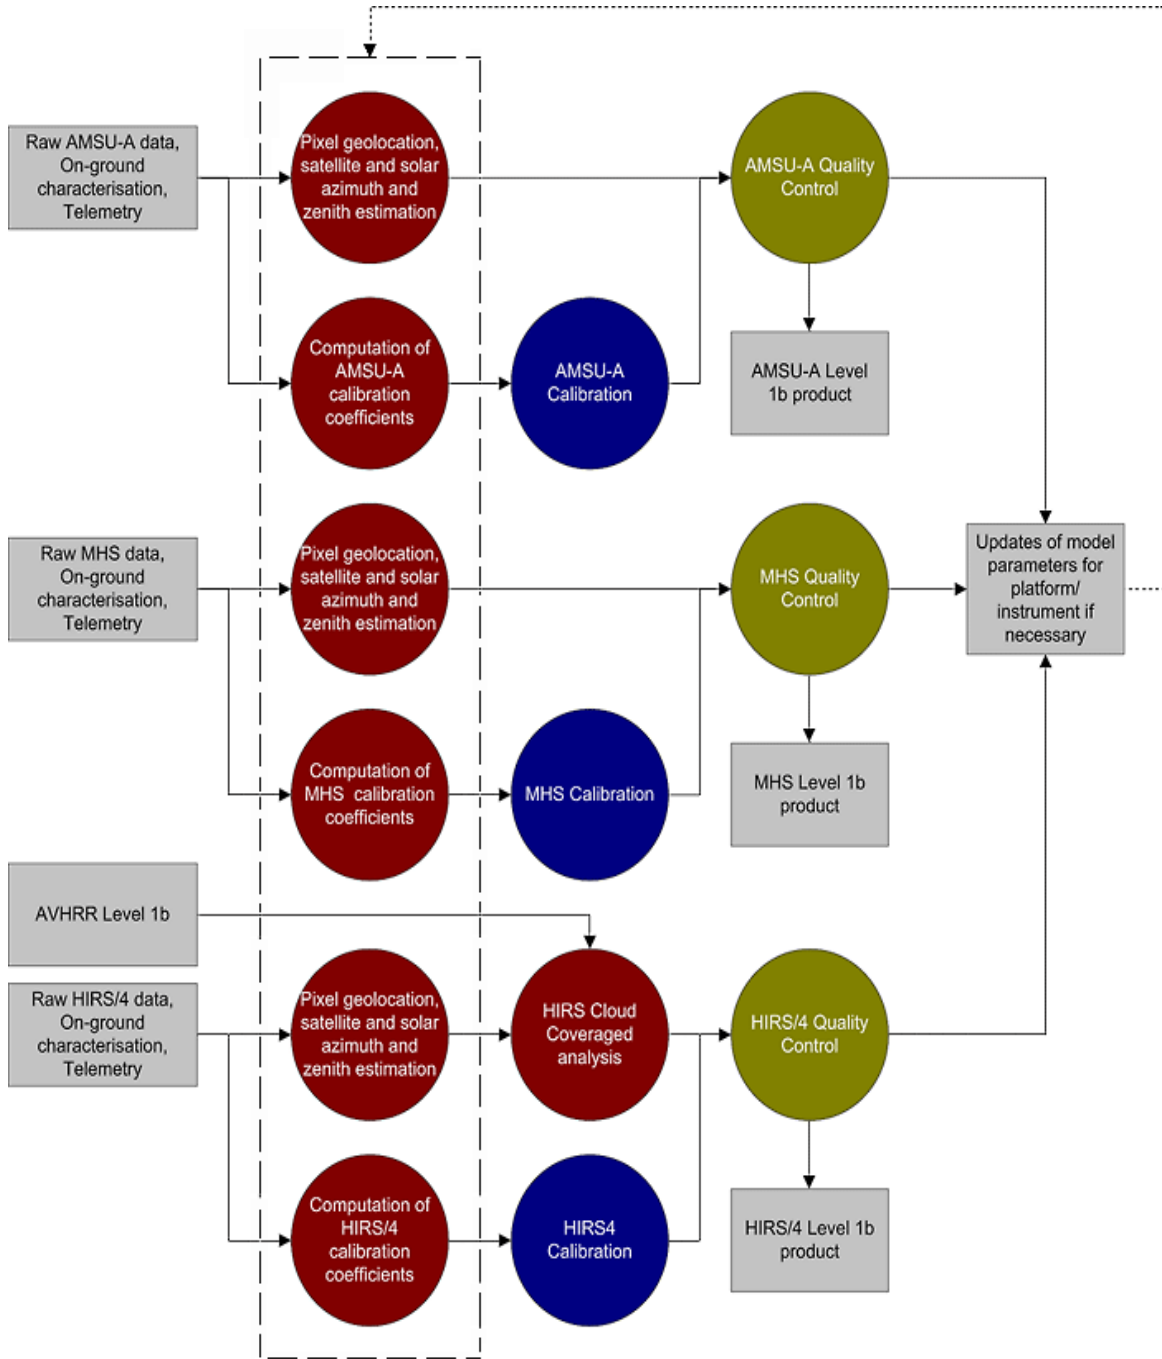 Raw AMSU-A data,
On-ground
characterisation,
Telemetry
Pixel geolocation,
satellite and solar
azimuth and
zenith estimation
AMSU-A Quality
Control
Computation of
AMSU-A
calibration
coefficients
AMSU-A
Calibration
AMSU-A Level
1b product
Raw MHS data,
On-ground
characterisation,
Telemetry
Pixel geolocation,
satellite and solar
azimuth and
zenith estimation
MHS Quality
Control
Updates of model
parameters for
platform/
instrument if
necessary
Computation of
MHS calibration
coefficients
MHS Calibration
MHS Level 1b
product
AVHRR Level 1b
Raw HIRS/4 data,
On-ground
characterisation,
Telemetry
Pixel geolocation,
satellite and solar
azimuth and
zenith estimation
HIRS Cloud
Coveraged
analysis
HIRS/4 Quality
Control
Computation of
HIRS/4
calibration
coefficients
HIRS4
Calibration
HIRS/4 Level 1b
product